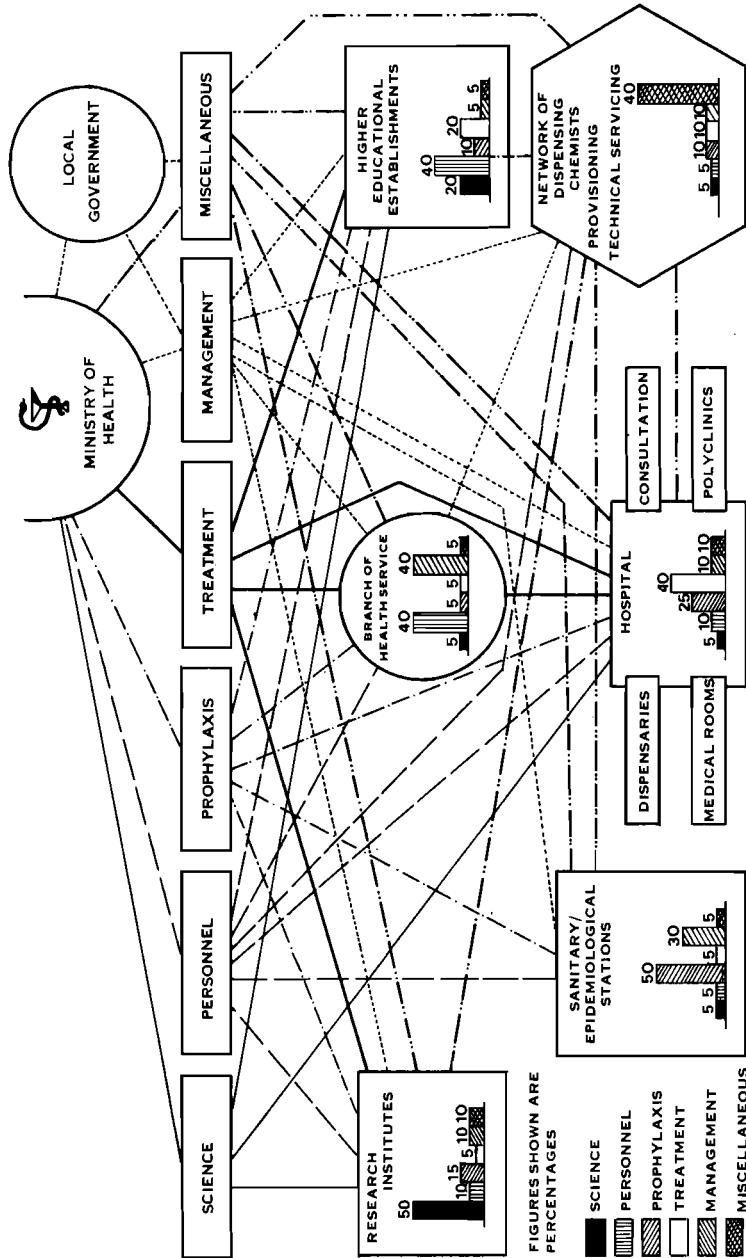 MINISTRY OF
HEALTH
LOCAL
GOVERNMENT
SCIENCE
PERSONNEL
PROPHYLAXIS
TREATMENT
MANAGEMENT
MISCELLANEOUS
RESEARCH
INSTITUTES
50 10 15 5 10 10
BRANCH OF
HEALTH SERVICE
5 40 5 5 40 5
HIGHER
EDUCATIONAL
ESTABLISHMENTS
20 40 10 20 5 5
FIGURES SHOWN ARE
PERCENTAGES
SCIENCE
PERSONNEL
PROPHYLAXIS
TREATMENT
MANAGEMENT
MISCELLANEOUS
SANITARY/
EPIDEMIOLOGICAL
STATIONS
5 5 50 5 30 5
DISPENSARIES
MEDICAL ROOMS
HOSPITAL
5 10 25 40 10 10
CONSULTATION
POLYCLINICS
NETWORK OF
DISPENSING
CHEMISTS
PROVISIONING
TECHNICAL SERVICING
5 5 10 10 10 40